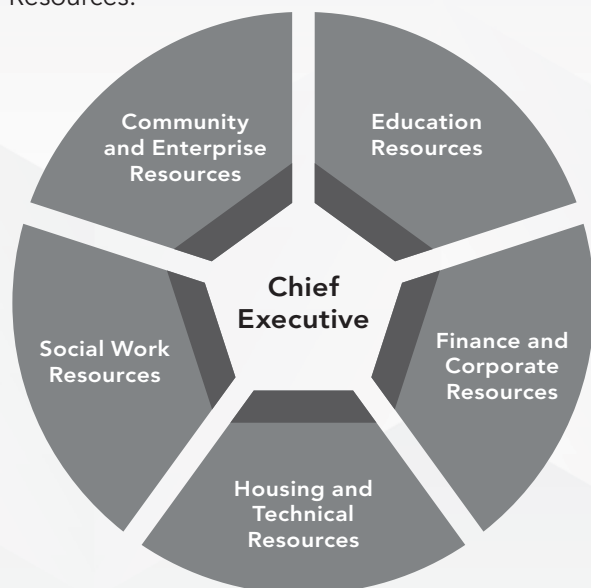 Resources:
Community
and Enterprise
Resources
Education
Resources
Chief
Executive
Social Work
Resources
Finance and
Corporate
Resources
Housing and
Technical
Resources